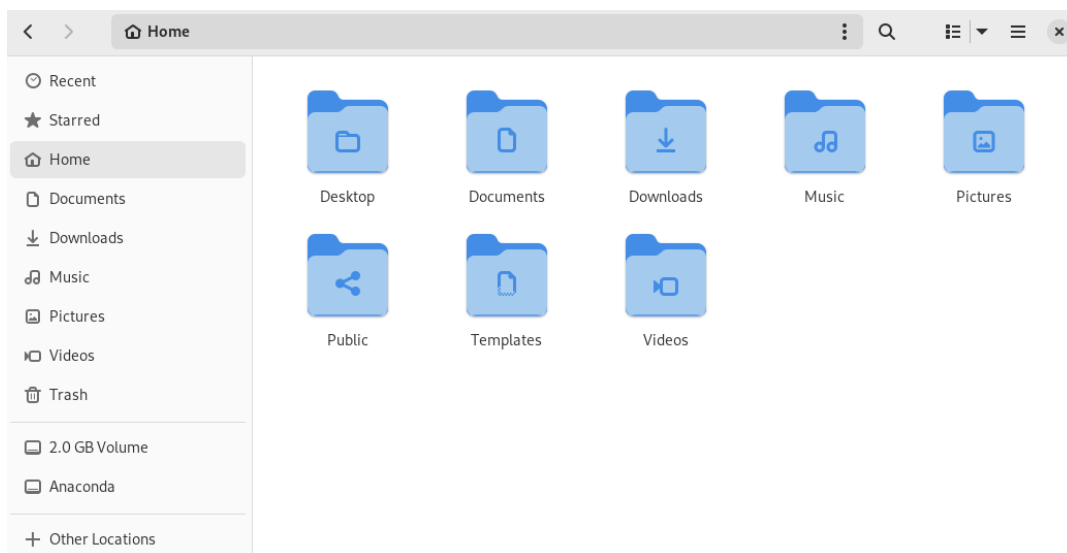 Home
Recent
Starred
Home
Documents
Downloads
Music
Pictures
Videos
Trash
2.0 GB Volume
Anaconda
Other Locations
Desktop Documents Downloads Music Pictures
Public Templates Videos